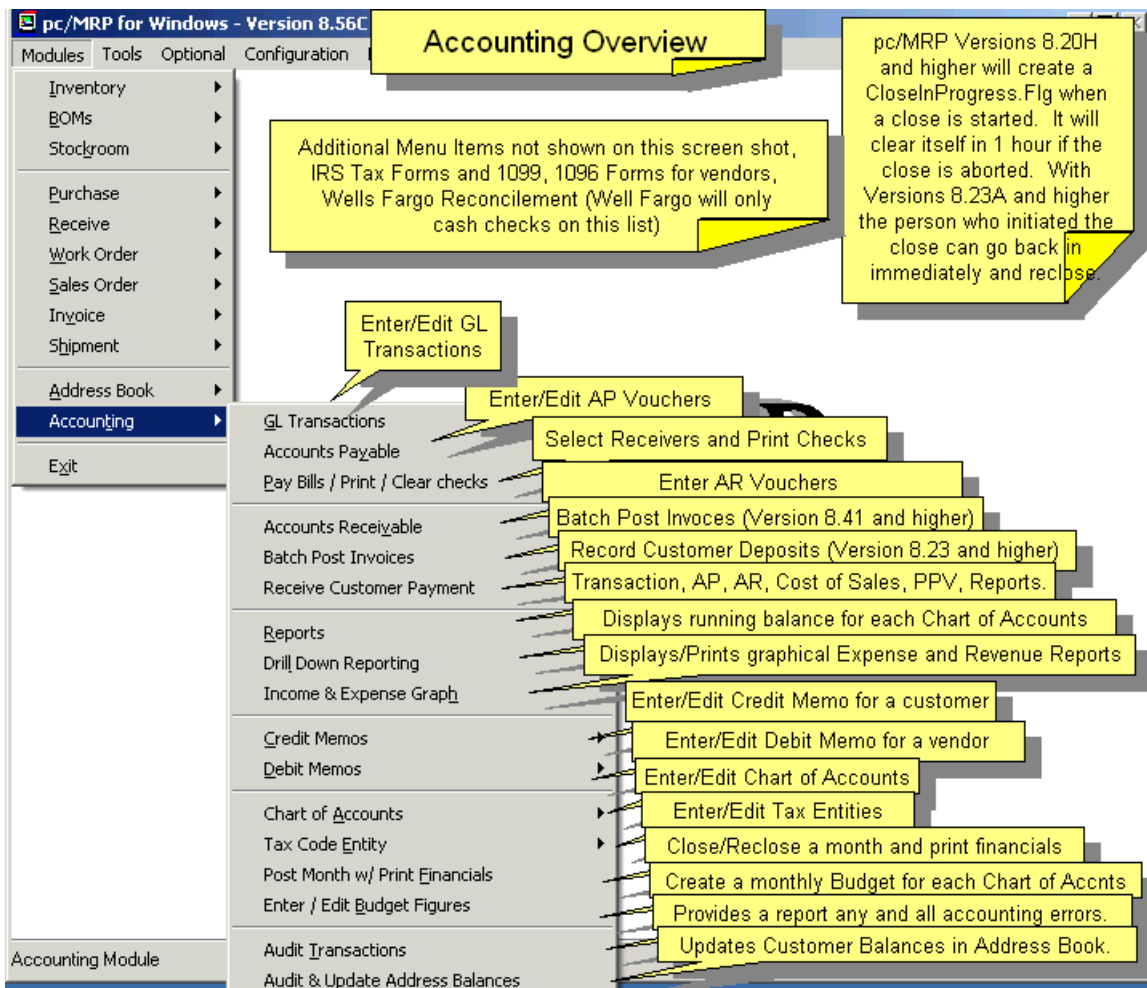 pc/MRP for Windows - Version 8.56C
Modules Tools Optional Configuration
Accounting Overview
pc/MRP Versions 8.20H
and higher will create a
CloseInProgress.Flg when
a close is started. It will
clear itself in 1 hour if the
close is aborted. With
Versions 8.23A and higher
the person who initiated the
close can go back in
immediately and reclose.
Additional Menu Items not shown on this screen shot,
IRS Tax Forms and 1099, 1096 Forms for vendors,
Wells Fargo Reconcilement (Well Fargo will only
cash checks on this list)
Inventory
BOMs
Stockroom
Purchase
Receive
Work Order
Sales Order
Invoice
Shipment
Address Book
Accounting
Exit
Enter/Edit GL
Transactions
Enter/Edit AP Vouchers
Select Receivers and Print Checks
Enter AR Vouchers
Batch Post Invoces (Version 8.41 and higher)
Record Customer Deposits (Version 8.23 and higher)
Transaction, AP, AR, Cost of Sales, PPV, Reports.
Displays running balance for each Chart of Accounts
Displays/Prints graphical Expense and Revenue Reports
Enter/Edit Credit Memo for a customer
Enter/Edit Debit Memo for a vendor
Enter/Edit Chart of Accounts
Enter/Edit Tax Entities
Close/Reclose a month and print financials
Create a monthly Budget for each Chart of Accnts
Provides a report any and all accounting errors.
Updates Customer Balances in Address Book.
GL Transactions
Accounts Payable
Pay Bills / Print / Clear checks
Accounts Receivable
Batch Post Invoices
Receive Customer Payment
Reports
Drill Down Reporting
Income & Expense Graph
Credit Memos
Debit Memos
Chart of Accounts
Tax Code Entity
Post Month w/ Print Financials
Enter / Edit Budget Figures
Audit Transactions
Audit & Update Address Balances
Accounting Module